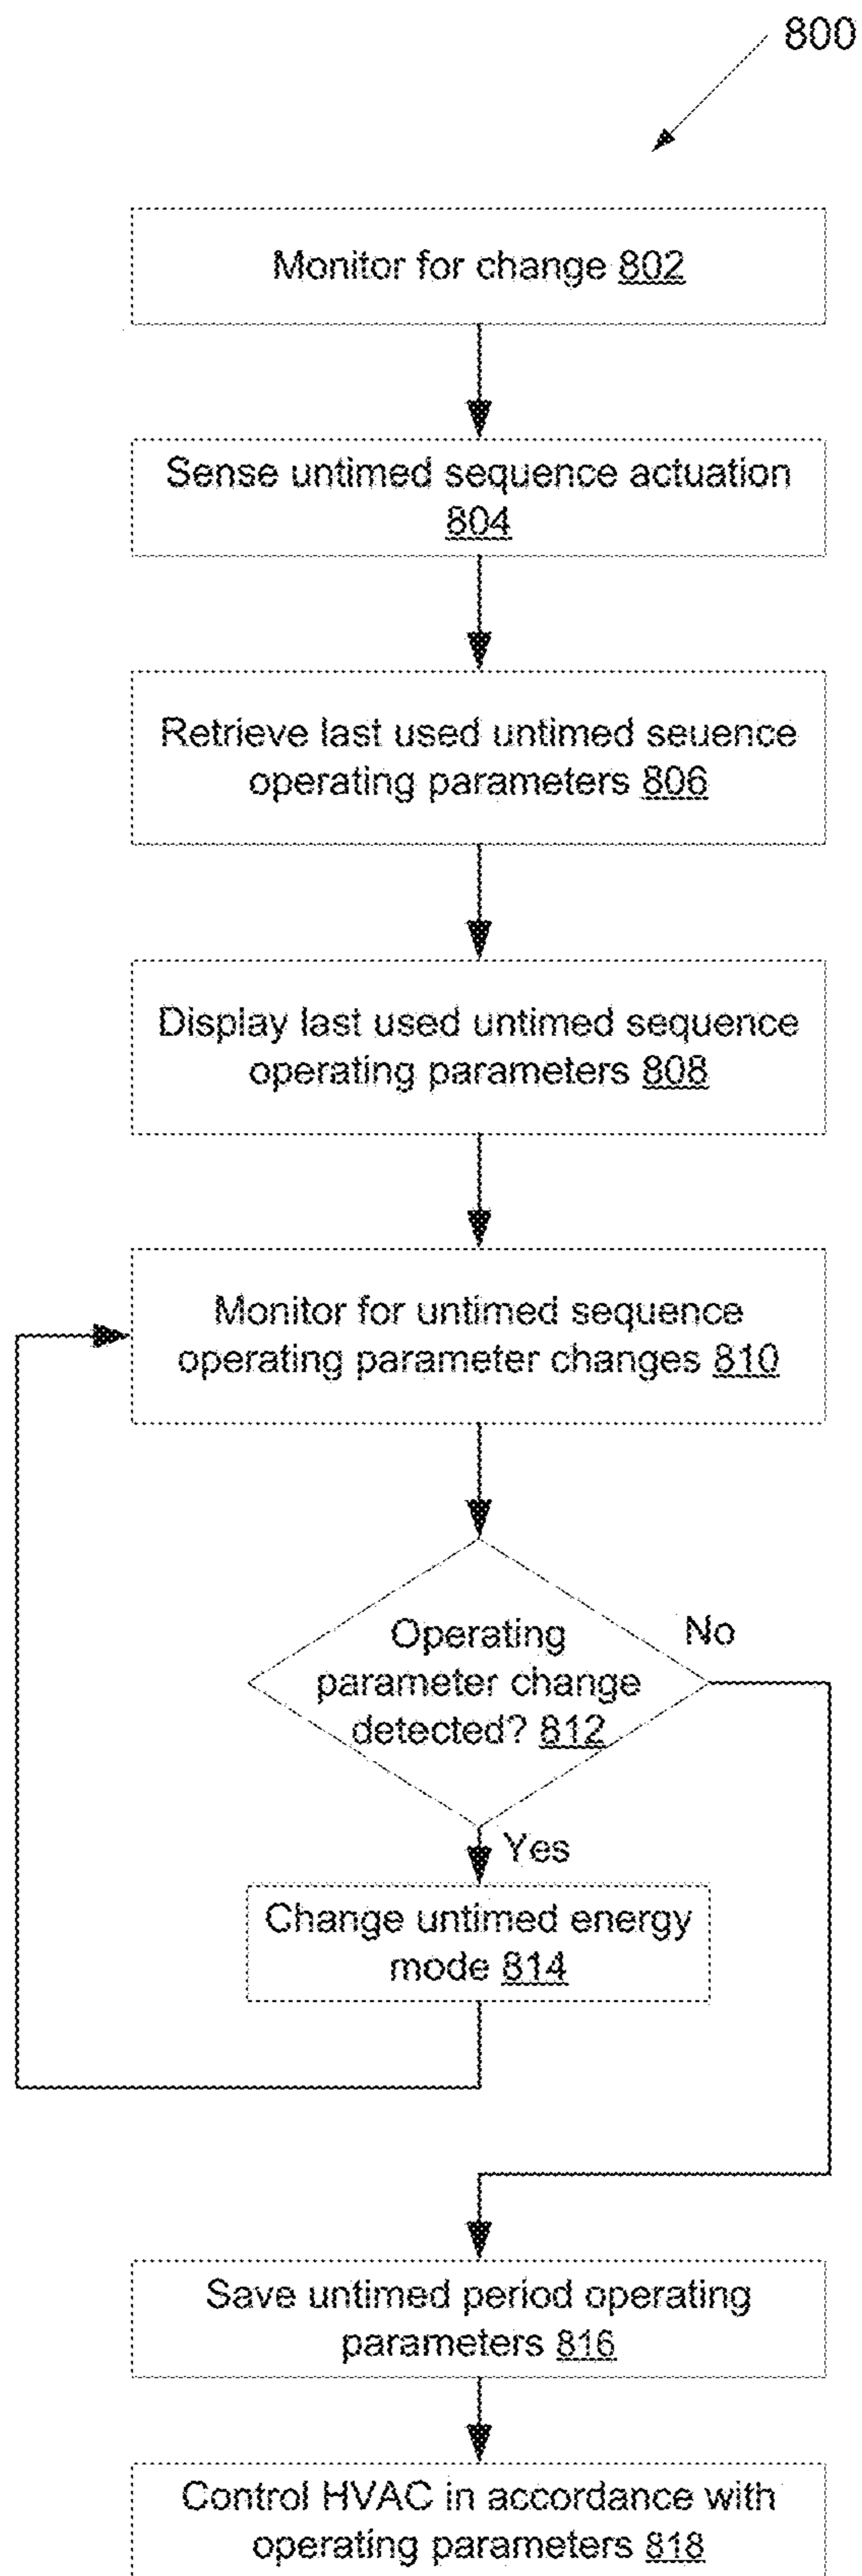 800
Monitor for change 802
Sense untimed sequence actuation
804
Retrieve last used untimed seuence
operating parameters 806
Display last used untimed sequence
operating parameters 808
Monitor for untimed sequence
operating parameter changes 810
Operating
parameter change
detected? 812
No
Yes
Change untimed energy
mode 814
Save untimed period operating
parameters 816
Control HVAC in accordance with
operating parameters 818